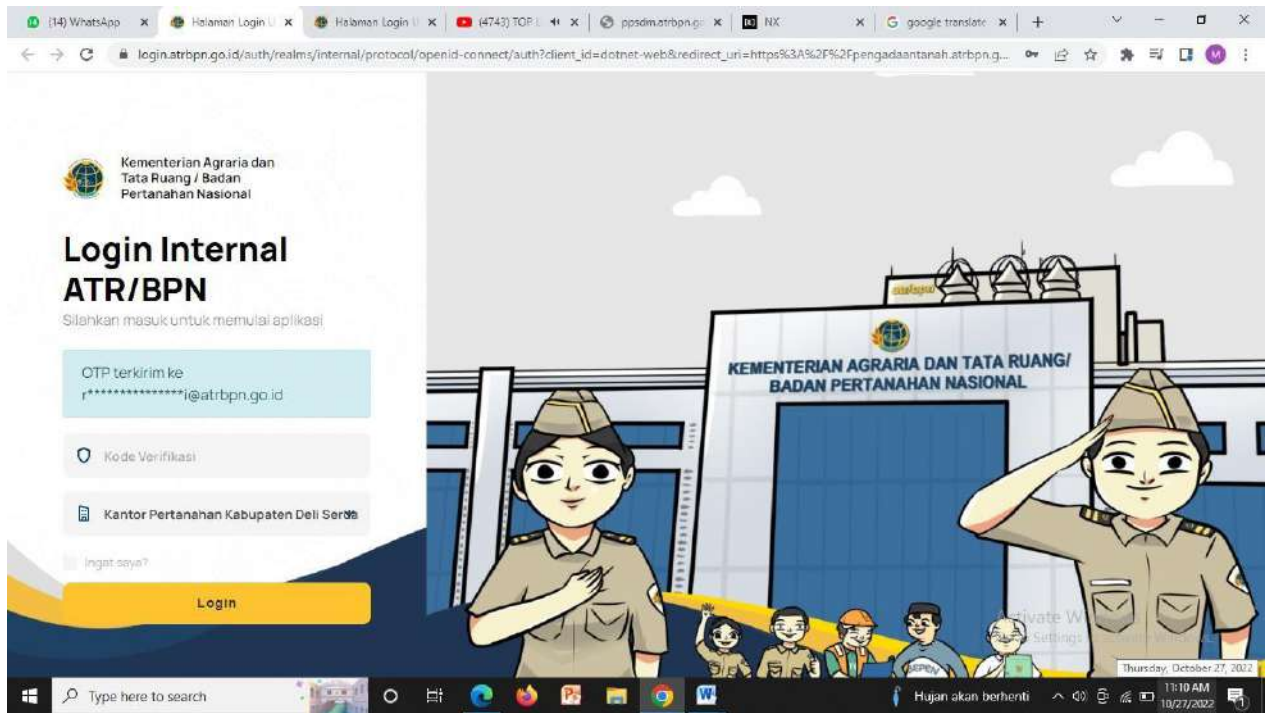 (14) WhatsApp
Halaman Login U
Halaman Login U
(4743) TOP L
ppsdm.atrbpn.go
NX
google translate
login.atrbpn.go.id/auth/realms/internal/protocol/openid-connect/auth?client_id=dotnet-web&redirect_uri=https%3A%2F%2Fpengadaantanah.atrbpn.g...
M
Kementerian Agraria dan
Tata Ruang / Badan
Pertanahan Nasional
Login Internal
ATR/BPN
Silahkan masuk untuk memulai aplikasi
OTP terkirim ke
r***************i@atrbpn.go.id
Kode Verifikasi
Kantor Pertanahan Kabupaten Deli Serda
Ingat saya?
Login
KEMENTERIAN AGRARIA DAN TATA RUANG/
BADAN PERTANAHAN NASIONAL
Thursday, October 27, 2022
Type here to search
Hujan akan berhenti
11:10 AM
10/27/2022